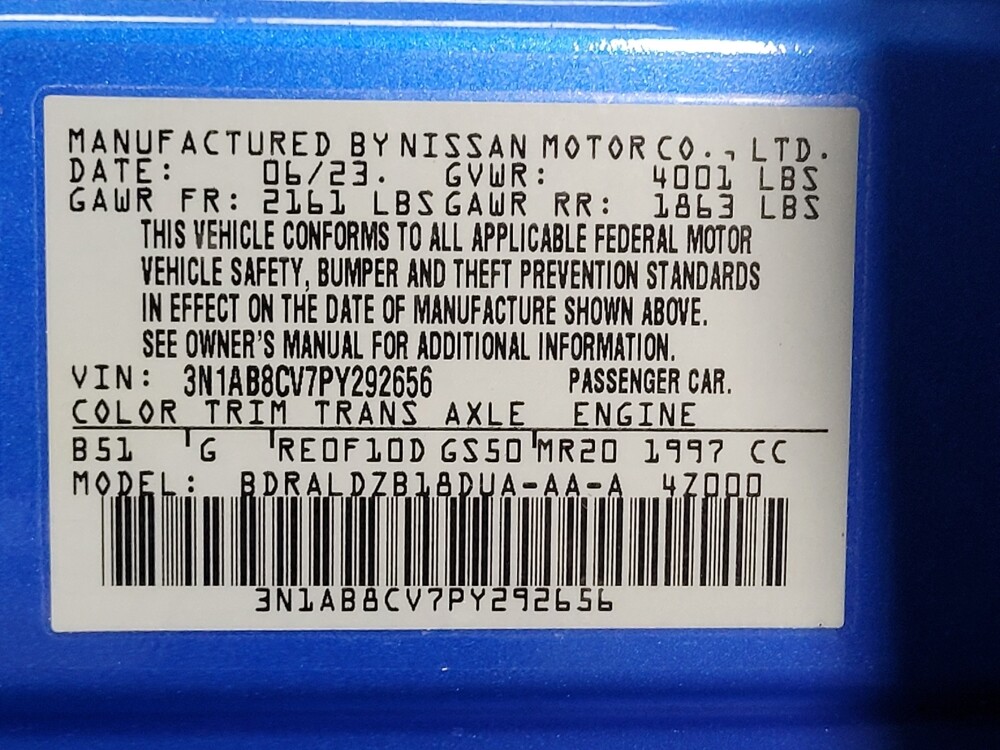 MANUFACTURED BY NISSAN MOTOR CO., LTD.
DATE: 06/23. GVWR: 4001 LBS
GAWR FR: 2161 LBS GAWR RR: 1863 LBS
THIS VEHICLE CONFORMS TO ALL APPLICABLE FEDERAL MOTOR
VEHICLE SAFETY, BUMPER AND THEFT PREVENTION STANDARDS
IN EFFECT ON THE DATE OF MANUFACTURE SHOWN ABOVE.
SEE OWNER'S MANUAL FOR ADDITIONAL INFORMATION.
VIN: 3N1AB8CV7PY292656 PASSENGER CAR.
COLOR TRIM TRANS AXLE ENGINE
B51 G RE0F10D GS50 MR20 1997 CC
MODEL: BDRALDZB18DUA-AA-A 4Z000
3N1AB8CV7PY292656